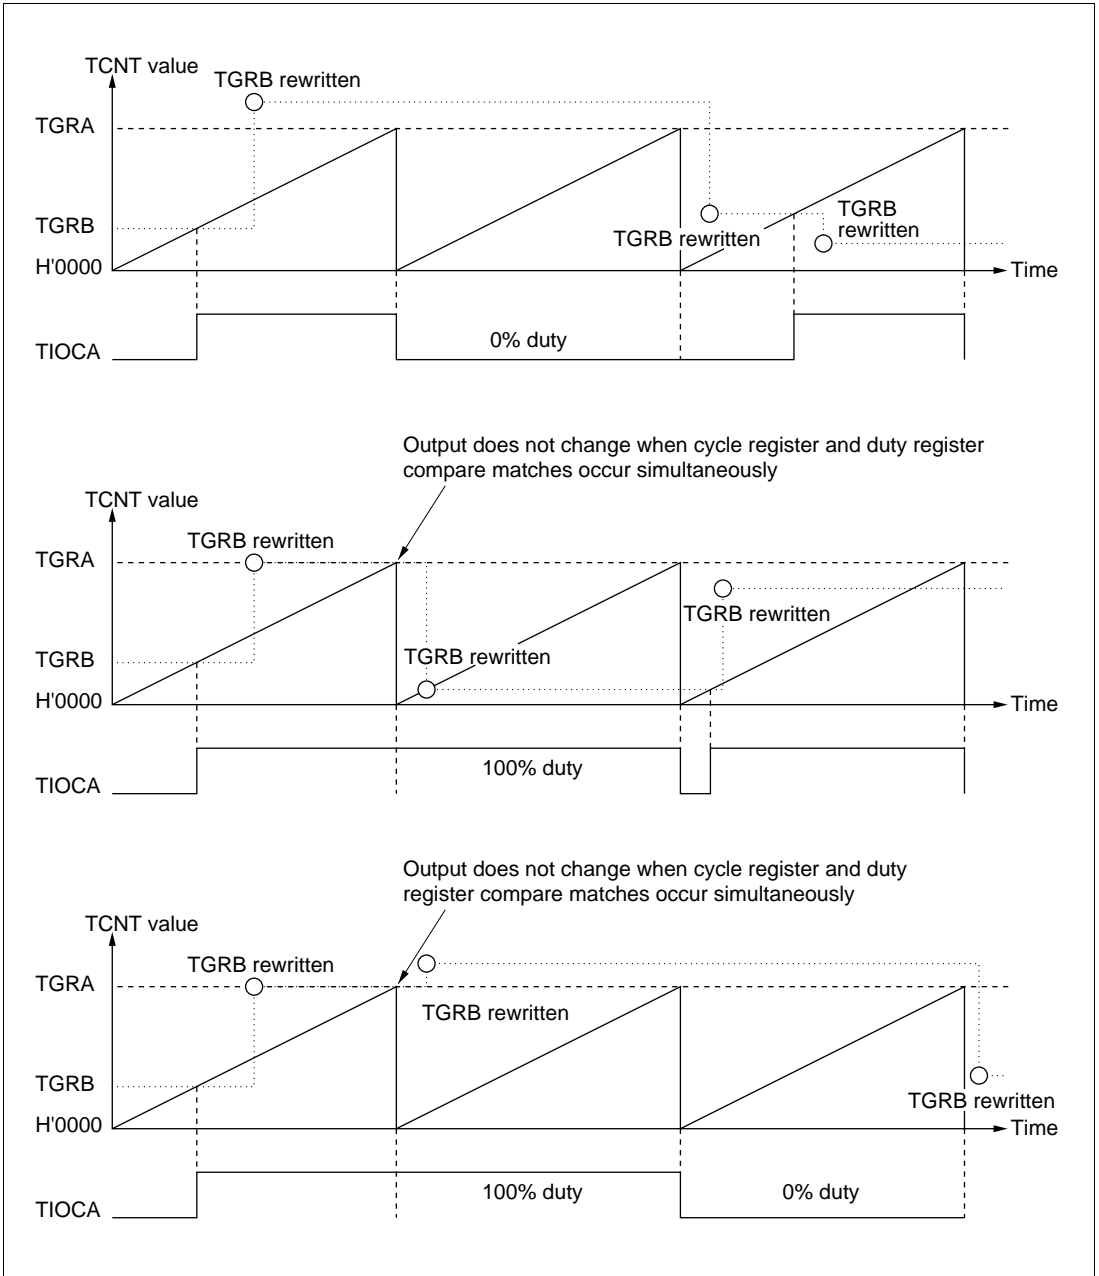 TCNT value
TGRB rewritten
TGRA
TGRB
TGRB
rewritten
TGRB rewritten
H'0000
Time
0% duty
TIOCA
Output does not change when cycle register and duty register
compare matches occur simultaneously
TCNT value
TGRB rewritten
TGRA
TGRB rewritten
TGRB
TGRB rewritten
H'0000
Time
100% duty
TIOCA
Output does not change when cycle register and duty
register compare matches occur simultaneously
TCNT value
TGRB rewritten
TGRA
TGRB rewritten
TGRB
TGRB rewritten
H'0000
Time
100% duty
0% duty
TIOCA